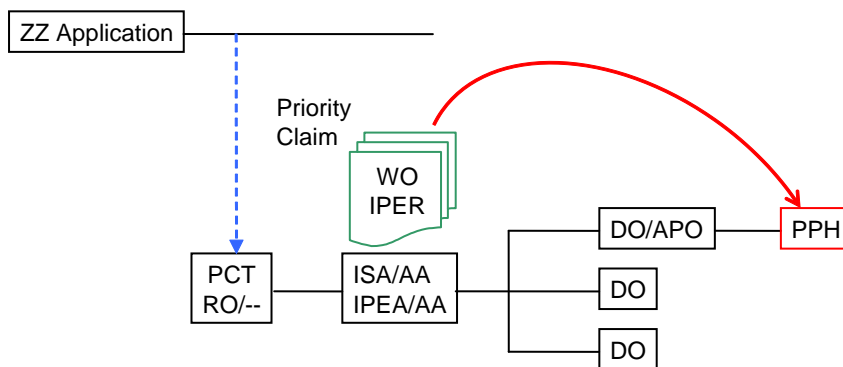 ZZ Application
Priority
Claim
WO
IPER
DO/APO
PPH
PCT
RO/--
ISA/AA
IPEA/AA
DO
DO